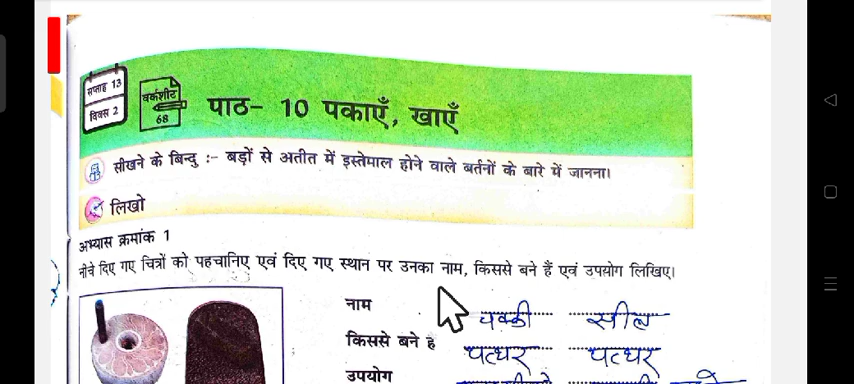 सप्ताह 13
दिवस 2
वर्कशीट
68
पाठ- 10 पकाएँ, खाएँ
सीखने के बिन्दु :- बड़ों से अतीत में इस्तेमाल होने वाले बर्तनों के बारे में जानना।
लिखो
अभ्यास क्रमांक 1
नीचे दिए गए चित्रों को पहचानिए एवं दिए गए स्थान पर उनका नाम, किससे बने हैं एवं उपयोग लिखिए।
नाम चक्की सील
किससे बने है पत्थर पत्थर
उपयोग